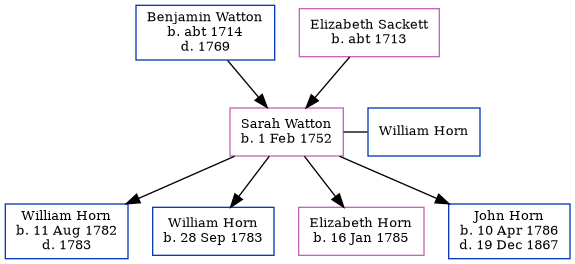 Benjamin Watton
b. abt 1714
d. 1769
Elizabeth Sackett
b. abt 1713
Sarah Watton
b. 1 Feb 1752
William Horn
William Horn
b. 11 Aug 1782
d. 1783
William Horn
b. 28 Sep 1783
Elizabeth Horn
b. 16 Jan 1785
John Horn
b. 10 Apr 1786
d. 19 Dec 1867